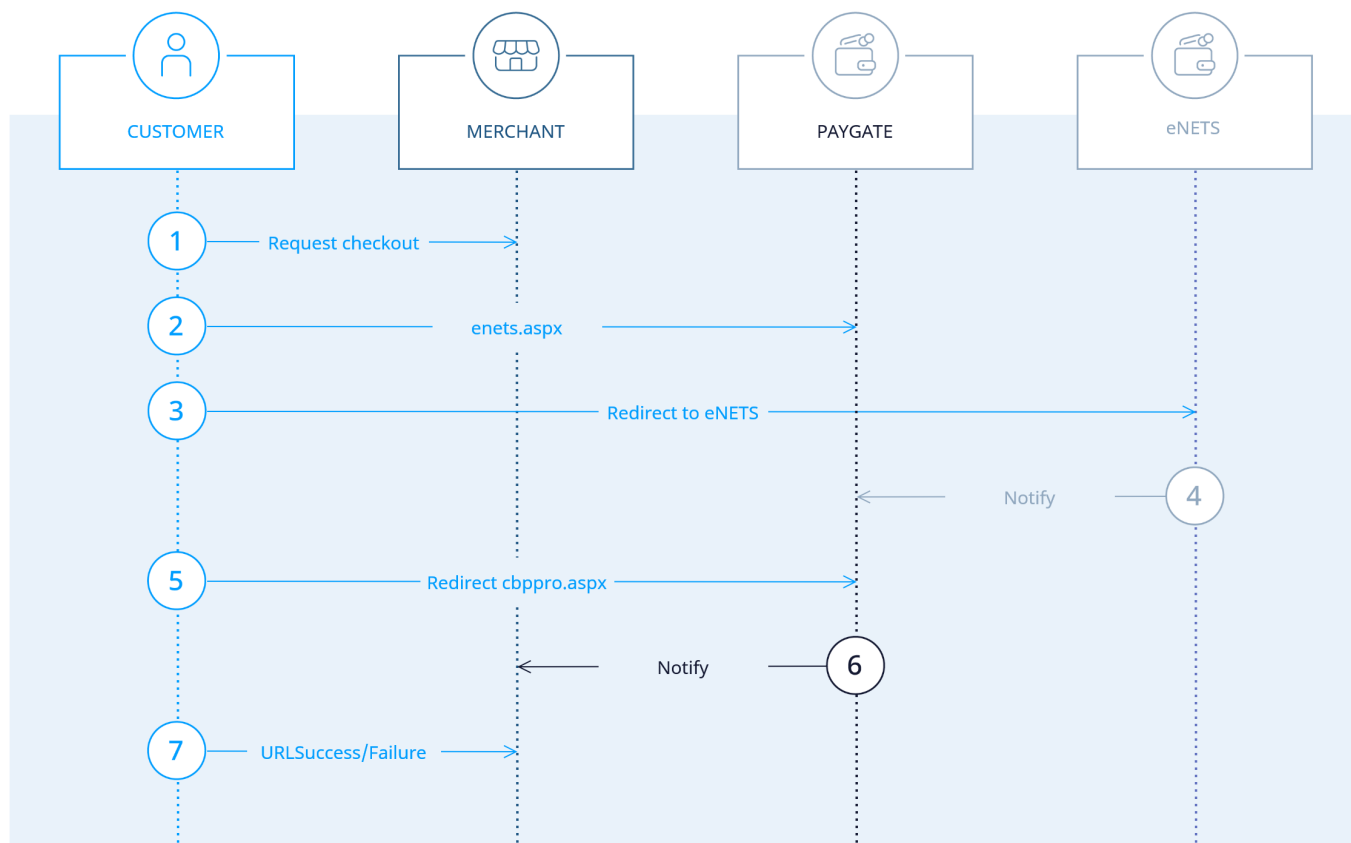 CUSTOMER
MERCHANT
PAYGATE
eNETS
1
Request checkout
2
enets.aspx
3
Redirect to eNETS
Notify
4
5
Redirect cbppro.aspx
Notify
6
7
URLSuccess/Failure